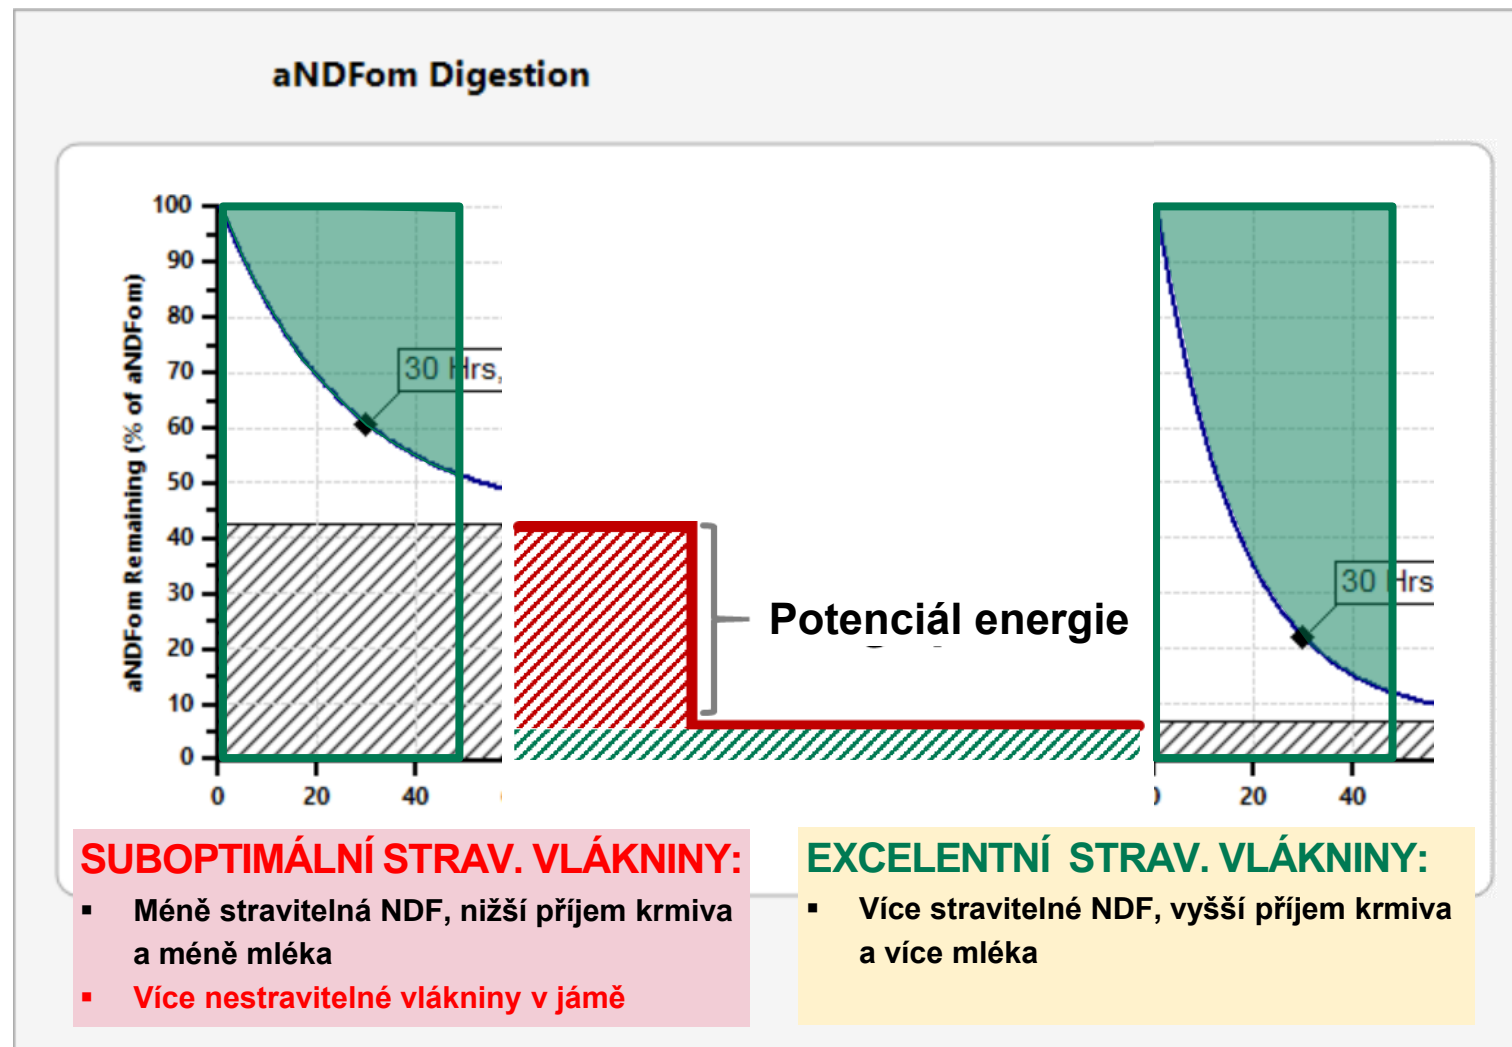 aNDFom Digestion
aNDFom Remaining (% of aNDFom)
100
90
80
70
60
50
40
30
20
10
0
0
20
40
30 Hrs,
Potenciál energie
30 Hrs
20
40
SUBOPTIMÁLNÍ STRAV. VLÁKNINY:
▪ Méně stravitelná NDF, nižší příjem krmiva
a méně mléka
▪ Více nestravitelné vlákniny v jámě
EXCELENTNÍ STRAV. VLÁKNINY:
▪ Více stravitelné NDF, vyšší příjem krmiva
a více mléka